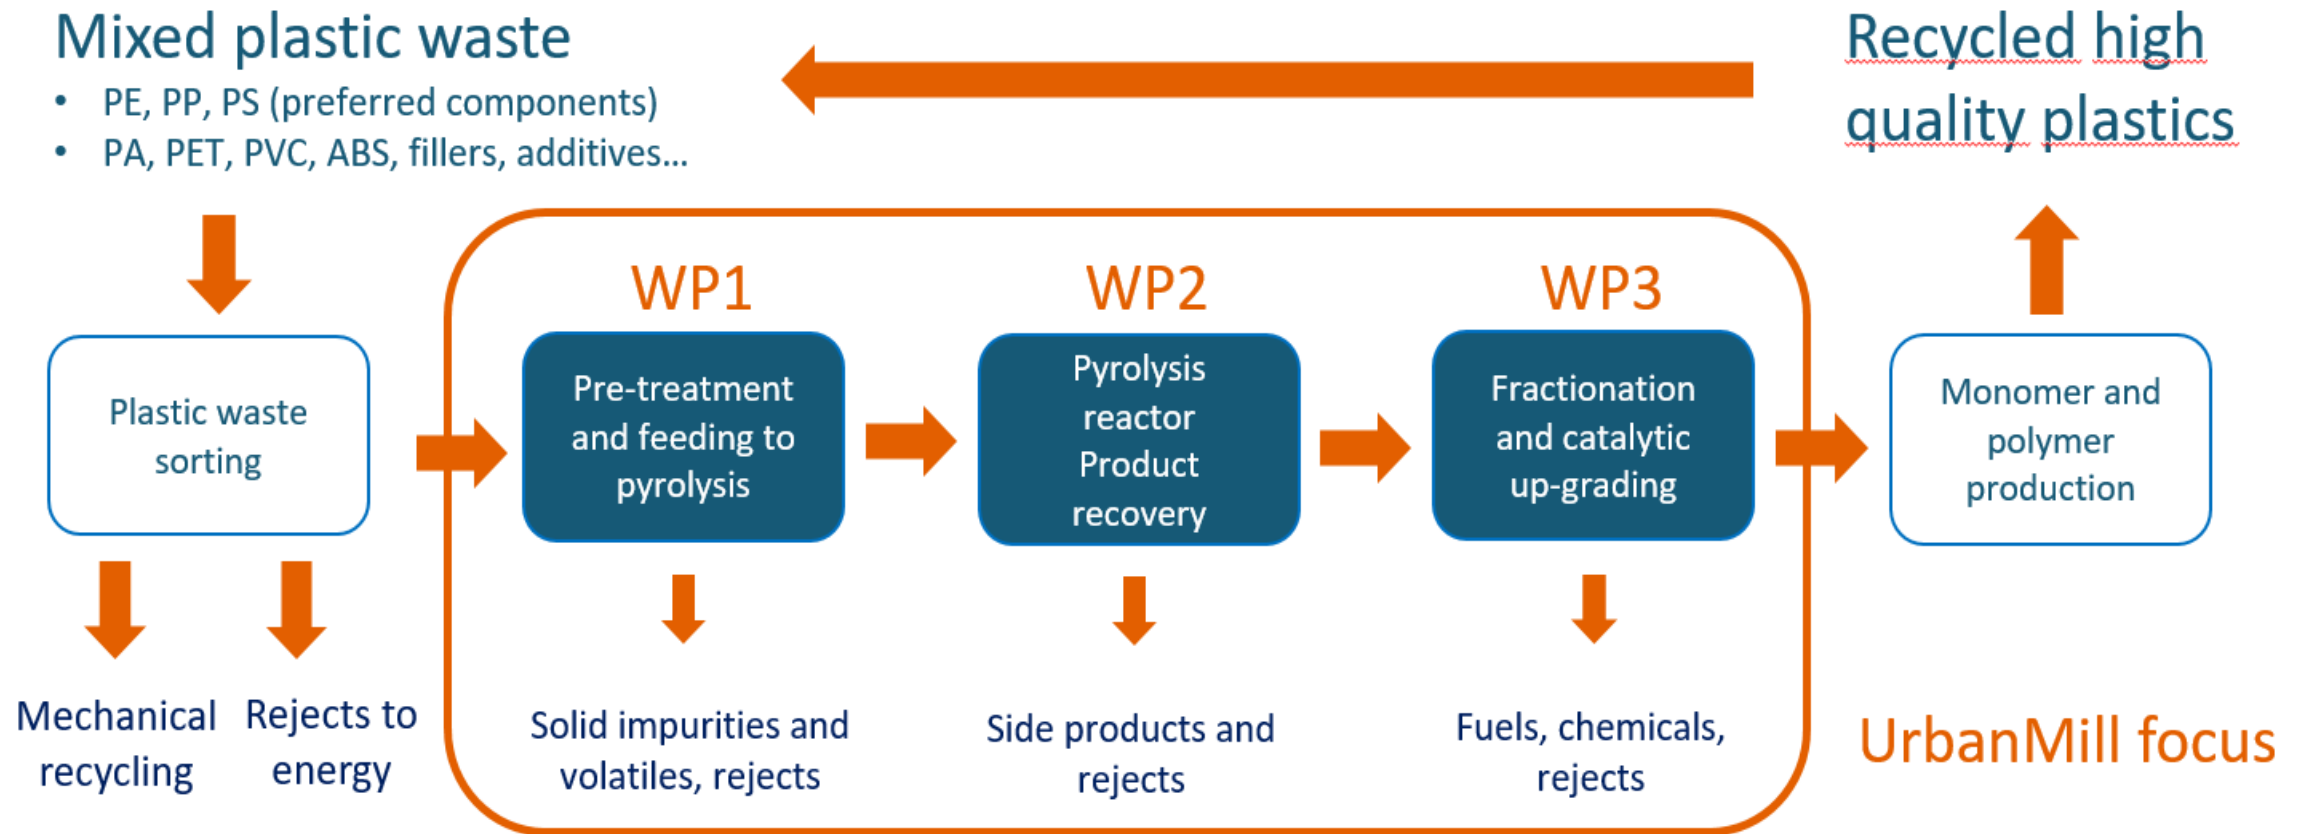 Mixed plastic waste
• PE, PP, PS (preferred components)
• PA, PET, PVC, ABS, fillers, additives...
Recycled high
quality plastics
Plastic waste
sorting
Mechanical
recycling
Rejects to
energy
WP1
Pre-treatment
and feeding to
pyrolysis
Solid impurities and
volatiles, rejects
WP2
Pyrolysis
reactor
Product
recovery
Side products and
rejects
WP3
Fractionation
and catalytic
up-grading
Fuels, chemicals,
rejects
Monomer and
polymer
production
UrbanMill focus